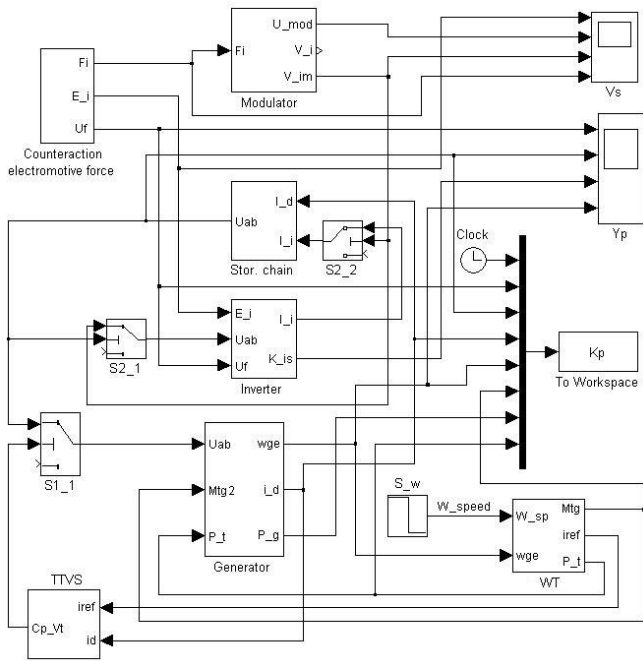 U_mod
Fi
V_i
V_im
Modulator
Vs
Fi
E_i
Uf
Counteraction
electromotive force
Yp
I_d
Uab
I_i
Stor. chain
S2_2
Clock
E_i
I_i
Uab
K_is
Uf
Inverter
S2_1
Kp
To Workspace
S1_1
Uab
wge
Mtg2
i_d
P_t
P_g
Generator
S_w
W_speed
W_sp
Mtg
iref
wge
P_t
WT
TTVS
iref
Cp_Vt
id